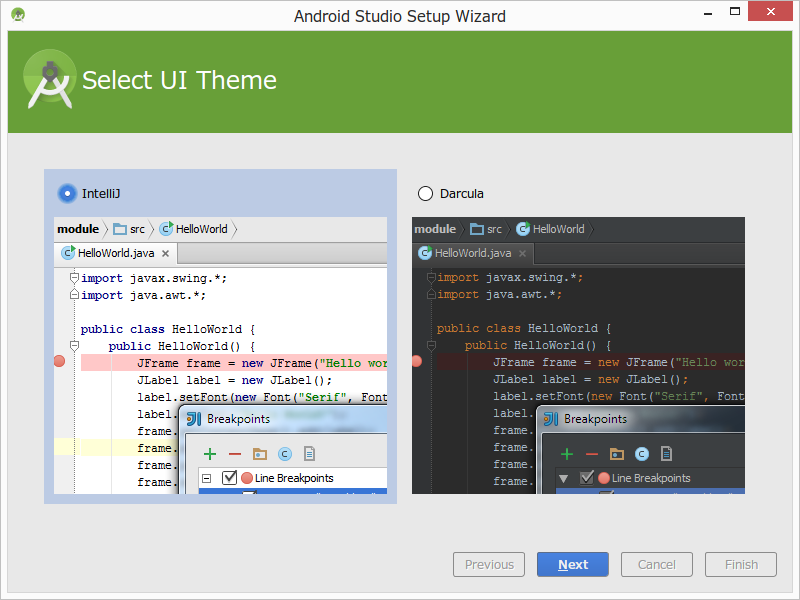 Android Studio Setup Wizard
Select UI Theme
IntelliJ
module src HelloWorld
HelloWorld.java
import javax.swing.*;
import java.awt.*;
public class HelloWorld {
public HelloWorld() {
JFrame frame = new JFrame("Hello wor
JLabel label = new JLabel();
label.setFont(new Font("Serif", Font
label.
frame.
frame.
frame.
frame.
Breakpoints
Line Breakpoints
Darcula
module src HelloWorld
HelloWorld.java
import javax.swing.*;
import java.awt.*;
public class HelloWorld {
public HelloWorld() {
JFrame frame = new JFrame("Hello wor
JLabel label = new JLabel();
label.setFont(new Font("Serif", Font
label.
frame.
frame.
frame.
frame.
Breakpoints
Line Breakpoints
Previous Next Cancel Finish